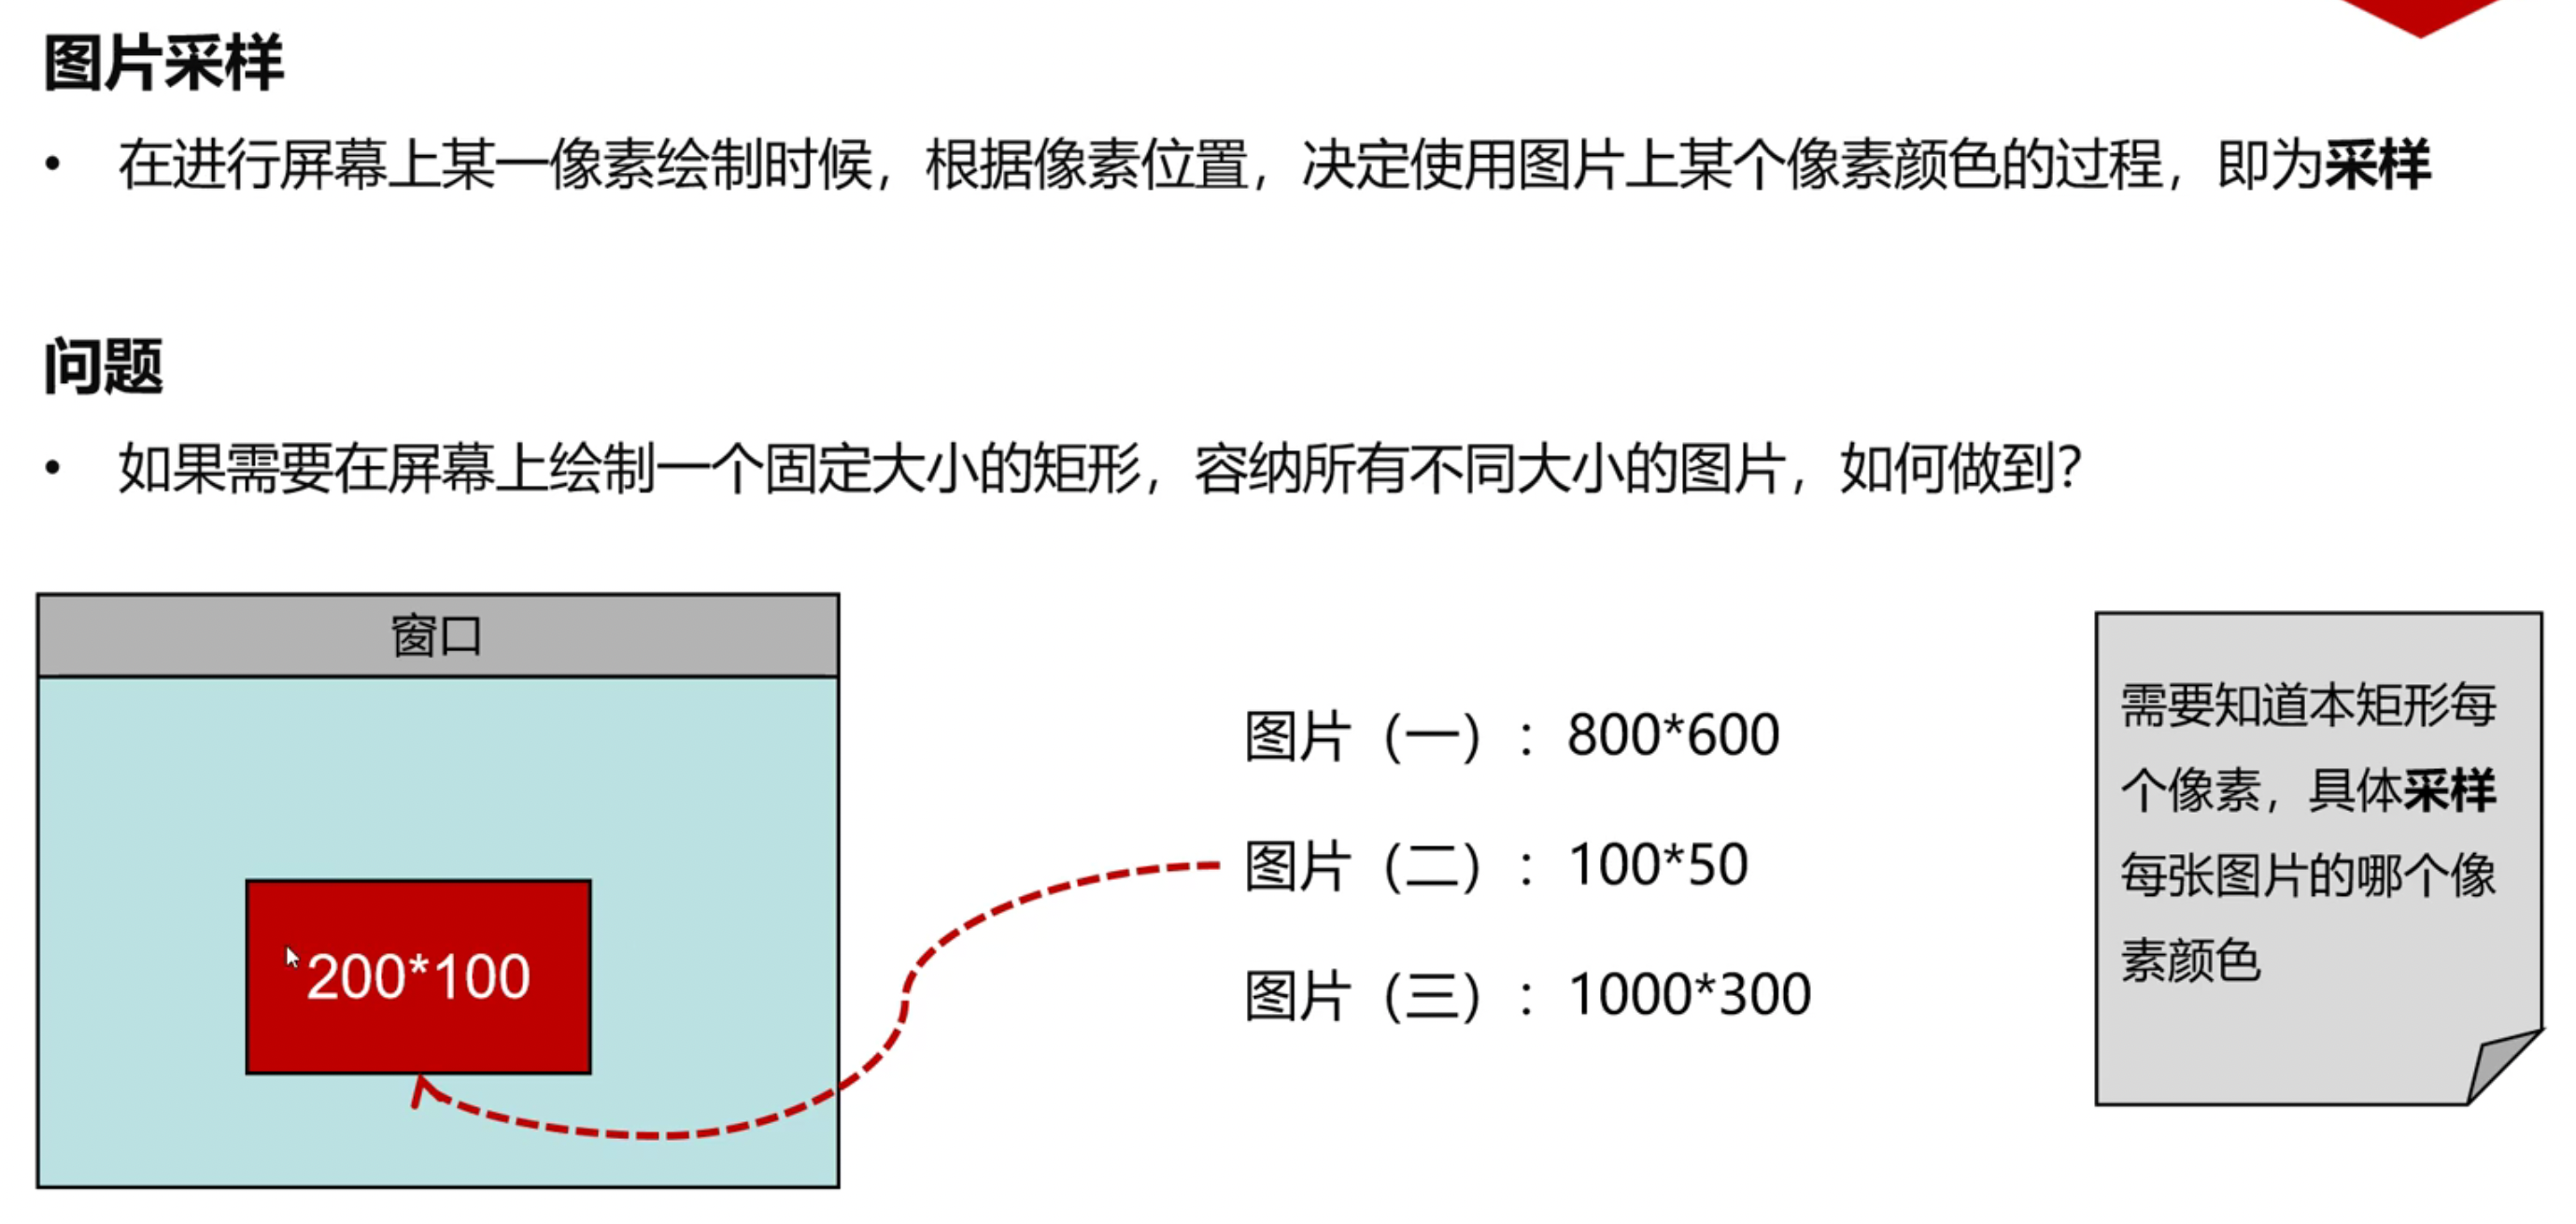 图片采样
• 在进行屏幕上某一像素绘制时候，根据像素位置，决定使用图片上某个像素颜色的过程，即为采样
问题
• 如果需要在屏幕上绘制一个固定大小的矩形，容纳所有不同大小的图片，如何做到？
窗口
200*100
图片（一）：800*600
图片（二）：100*50
图片（三）：1000*300
需要知道本矩形每
个像素，具体采样
每张图片的哪个像
素颜色